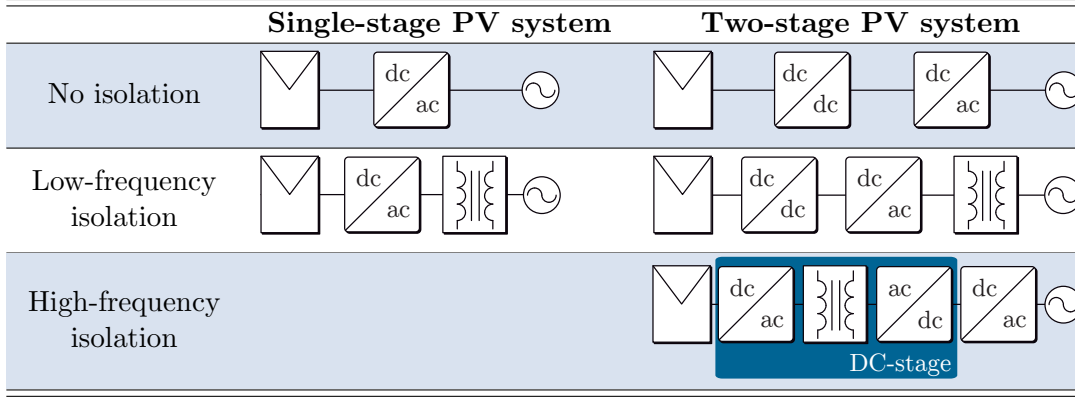 Single-stage PV system Two-stage PV system
No isolation
dc
ac
dc
dc
dc
ac
Low-frequency
isolation
dc
ac
dc
dc
dc
ac
High-frequency
isolation
dc
ac
ac
dc
dc
ac
DC-stage